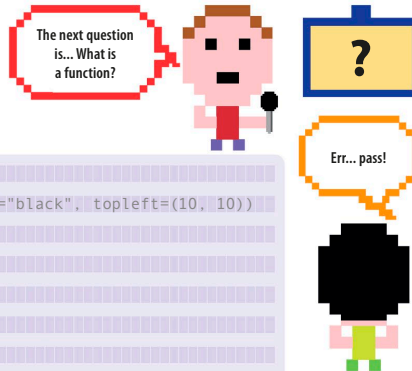 The next question
is... What is
a function?
?
Err... pass!
="black", topleft=(10, 10))